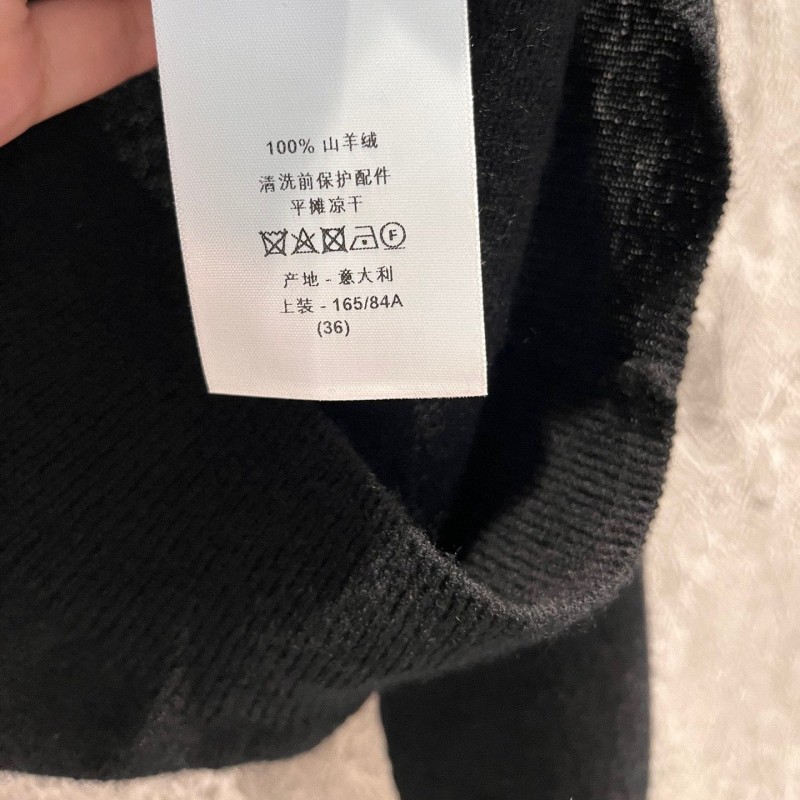 100% 山羊绒
清洗前保护配件
平摊凉干
F
产地 - 意大利
上装 - 165/84A
(36)